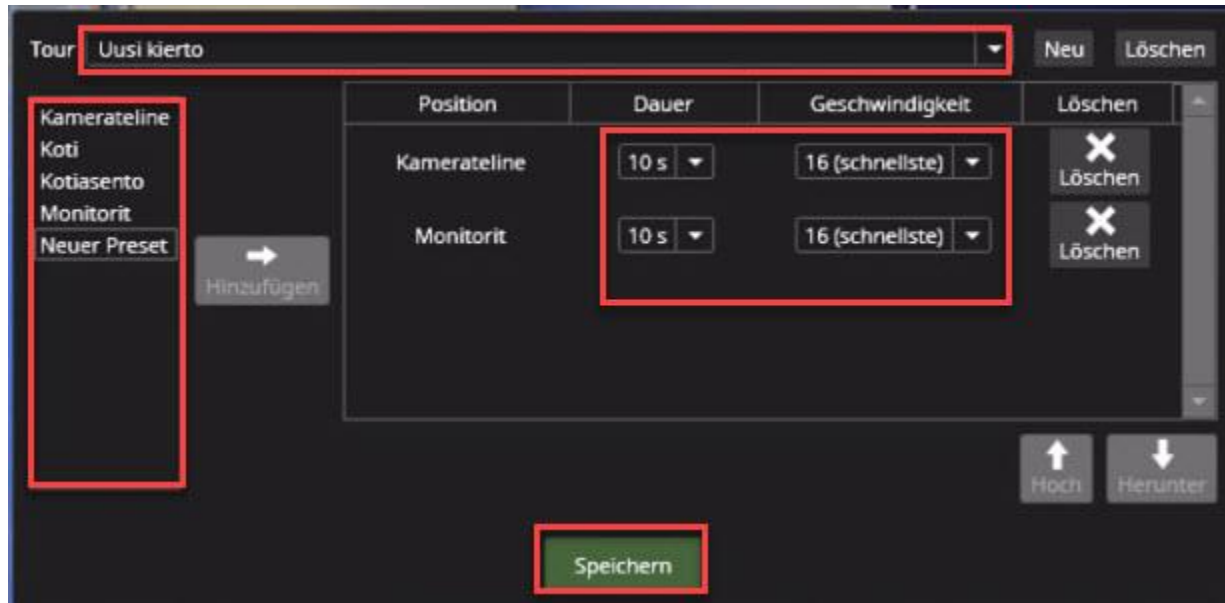 Tour Uusi kierto Neu Löschen
Kamerateline
Koti
Kotiasento
Monitorit
Neuer Preset
Hinzufügen
Position Dauer Geschwindigkeit Löschen
Kamerateline 10 s 16 (schnellste) Löschen
Monitorit 10 s 16 (schnellste) Löschen
Hoch Herunter
Speichern